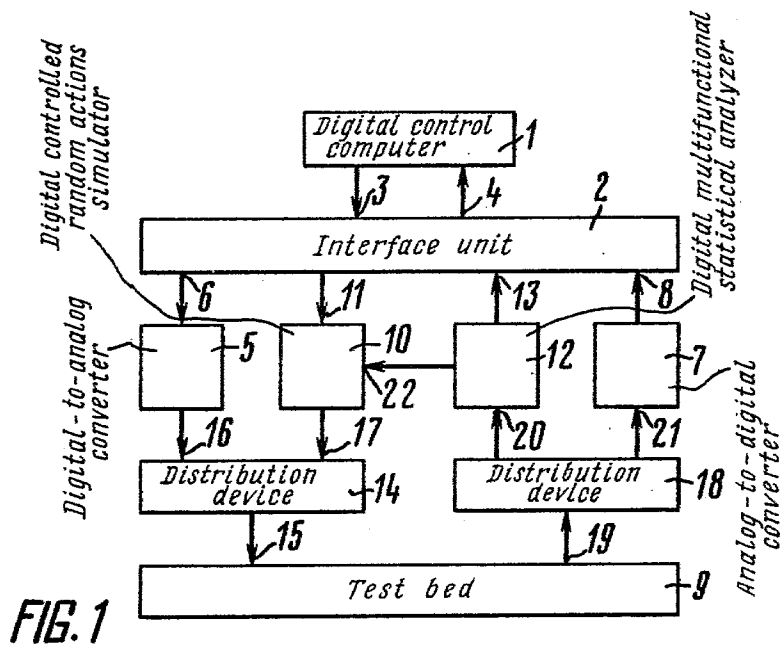 Digital controlled
random actions
simulator
Digital multifunctional
statistical analyzer
Digital control
computer
1
3
4
2
Interface unit
6
11
13
8
5
10
12
7
22
Digital-to-analog
converter
Analog-to-digital
converter
16
17
20
21
Distribution
device
14
Distribution
device
18
15
19
Test bed
9
FIG. 1